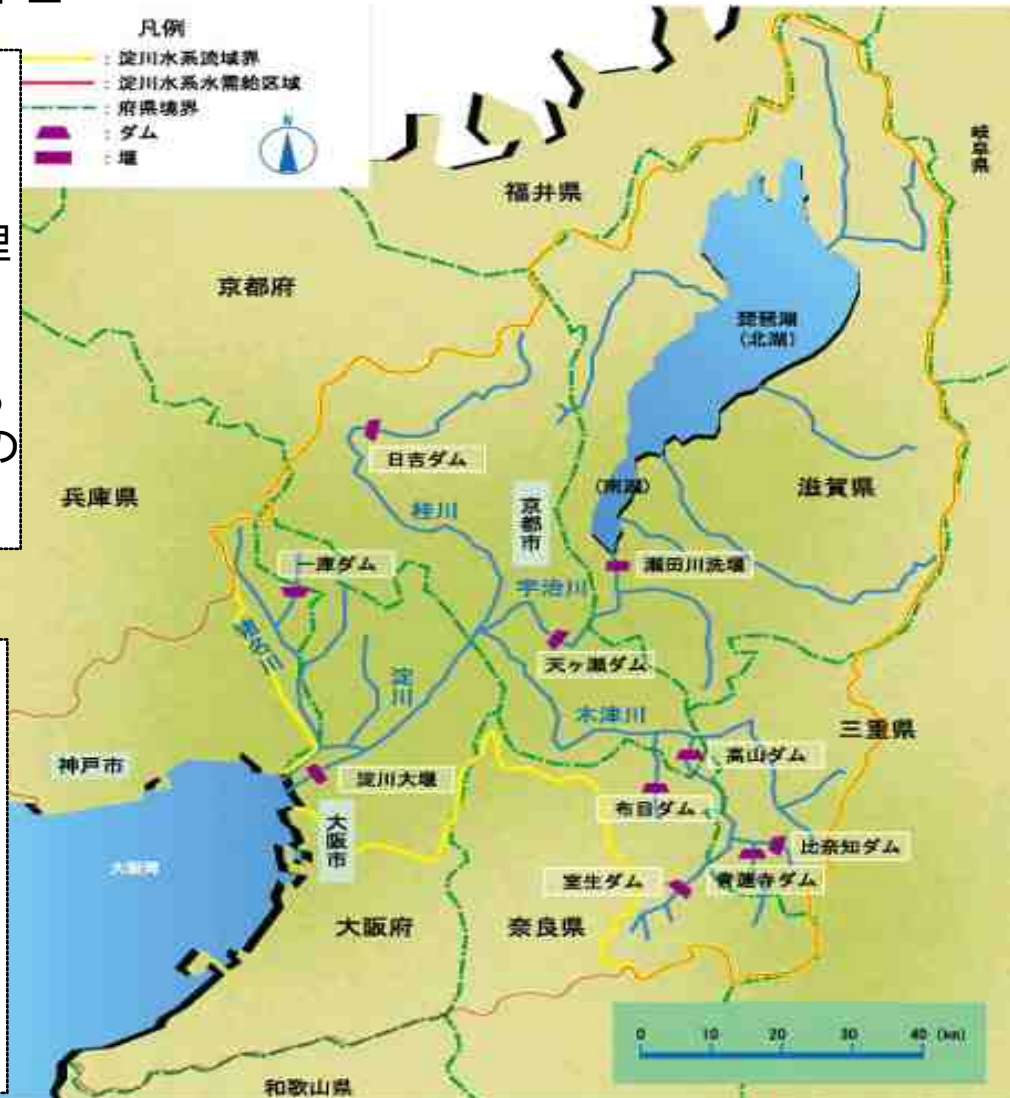 凡例
: 淀川水系流域界
: 淀川水系水需給区域
: 府県境界
: ダム
: 堰
N
理
の
岐阜県
福井県
京都府
琵琶湖
(北湖)
日吉ダム
(南湖)
滋賀県
兵庫県
桂川
京都市
一庫ダム
瀬田川洗堰
宇治川
天ヶ瀬ダム
淀川
木津川
三重県
高山ダム
神戸市
淀川大堰
布目ダム
大阪市
比奈知ダム
大阪湾
室生ダム
青蓮寺ダム
大阪府
奈良県
0 10 20 30 40 (km)
和歌山県